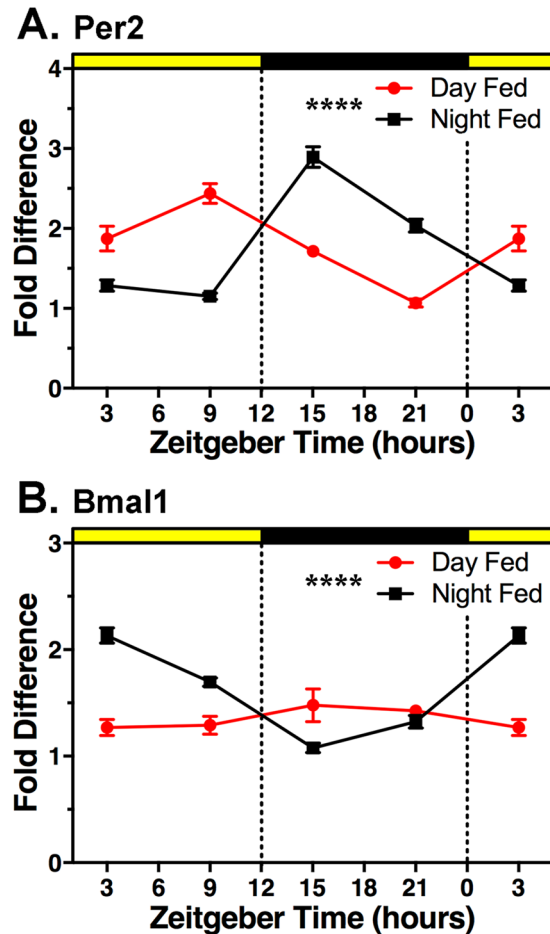 A. Per2
Day Fed
Night Fed
****
Fold Difference
4
3
2
1
0
3 6 9 12 15 18 21 0 3
Zeitgeber Time (hours)
B. Bmal1
Day Fed
Night Fed
****
Fold Difference
3
2
1
0
3 6 9 12 15 18 21 0 3
Zeitgeber Time (hours)